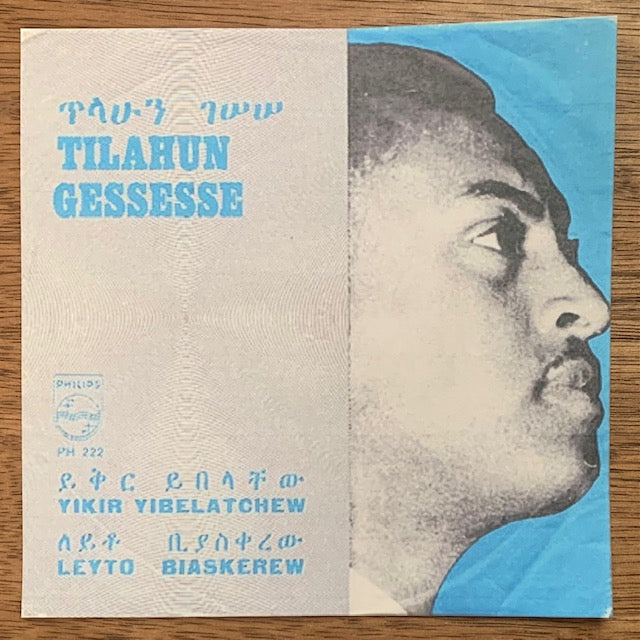 ጥላሁን ገሠሠ
TILAHUN
GESSESSE
PHILIPS
PH 222
ይቅር ይበላቸው
YIKIR YIBELATCHEW
ለይቶ ቢያስቀረው
LEYTO BIASKEREW